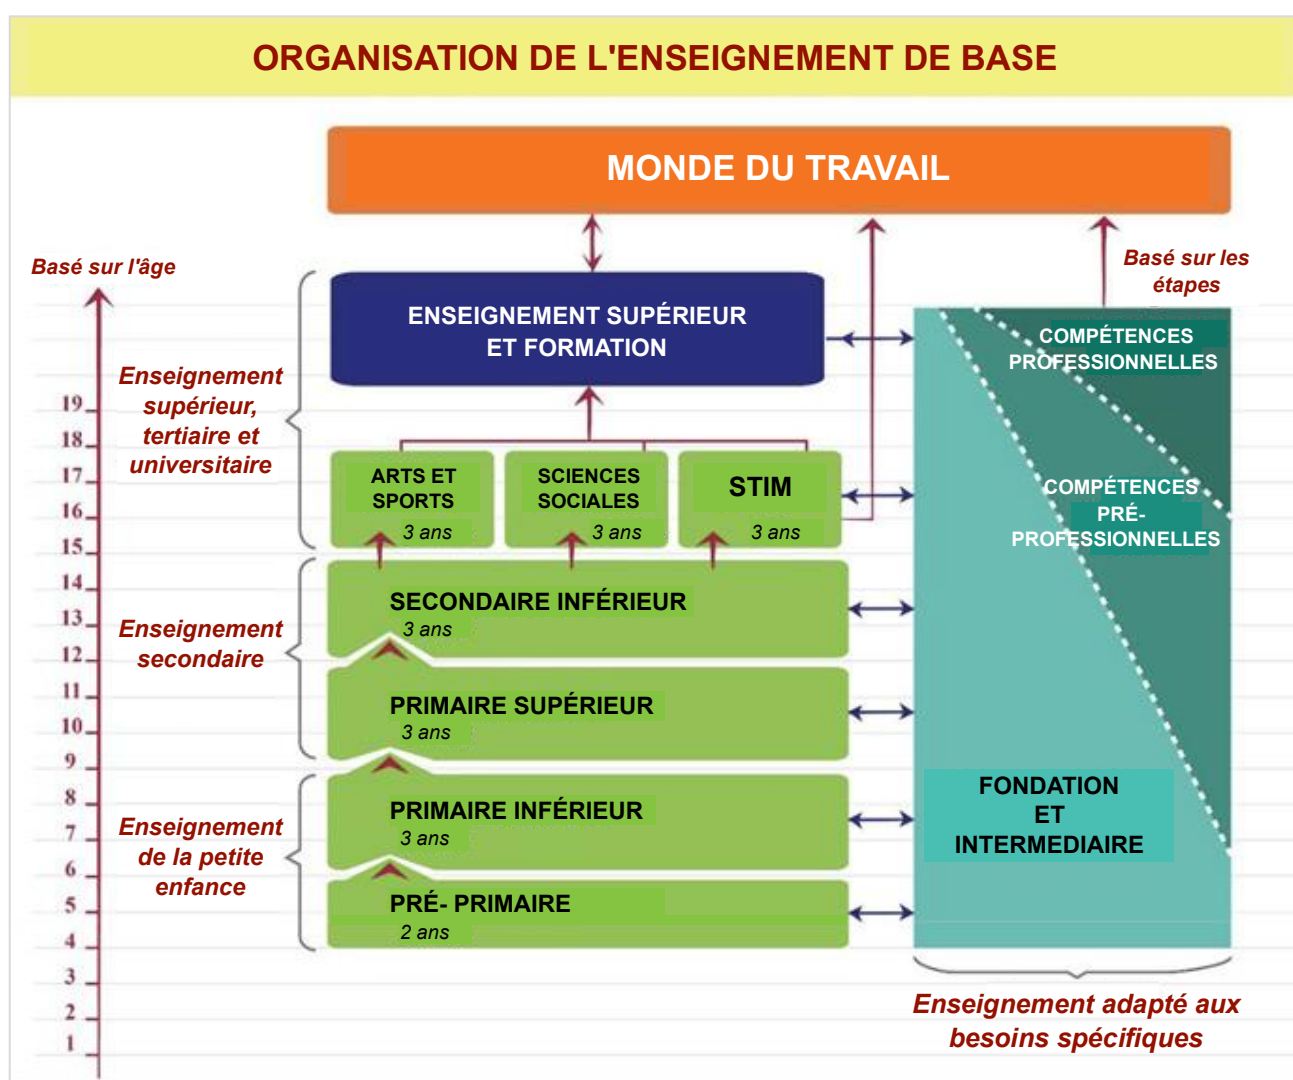 ORGANISATION DE L'ENSEIGNEMENT DE BASE
MONDE DU TRAVAIL
Basé sur l'âge
Basé sur les
étapes
ENSEIGNEMENT SUPÉRIEUR
ET FORMATION
COMPÉTENCES
PROFESSIONNELLES
Enseignement
supérieur,
tertiaire et
universitaire
19
18
17
16
15
14
13
12
11
10
9
8
7
6
5
4
3
2
1
ARTS ET
SPORTS
3 ans
SCIENCES
SOCIALES
3 ans
STIM
3 ans
COMPÉTENCES
PRÉ-
PROFESSIONNELLES
Enseignement
secondaire
SECONDAIRE INFÉRIEUR
3 ans
PRIMAIRE SUPÉRIEUR
3 ans
Enseignement
de la petite
enfance
PRIMAIRE INFÉRIEUR
3 ans
PRÉ- PRIMAIRE
2 ans
FONDATION
ET
INTERMEDIAIRE
Enseignement adapté aux
besoins spécifiques